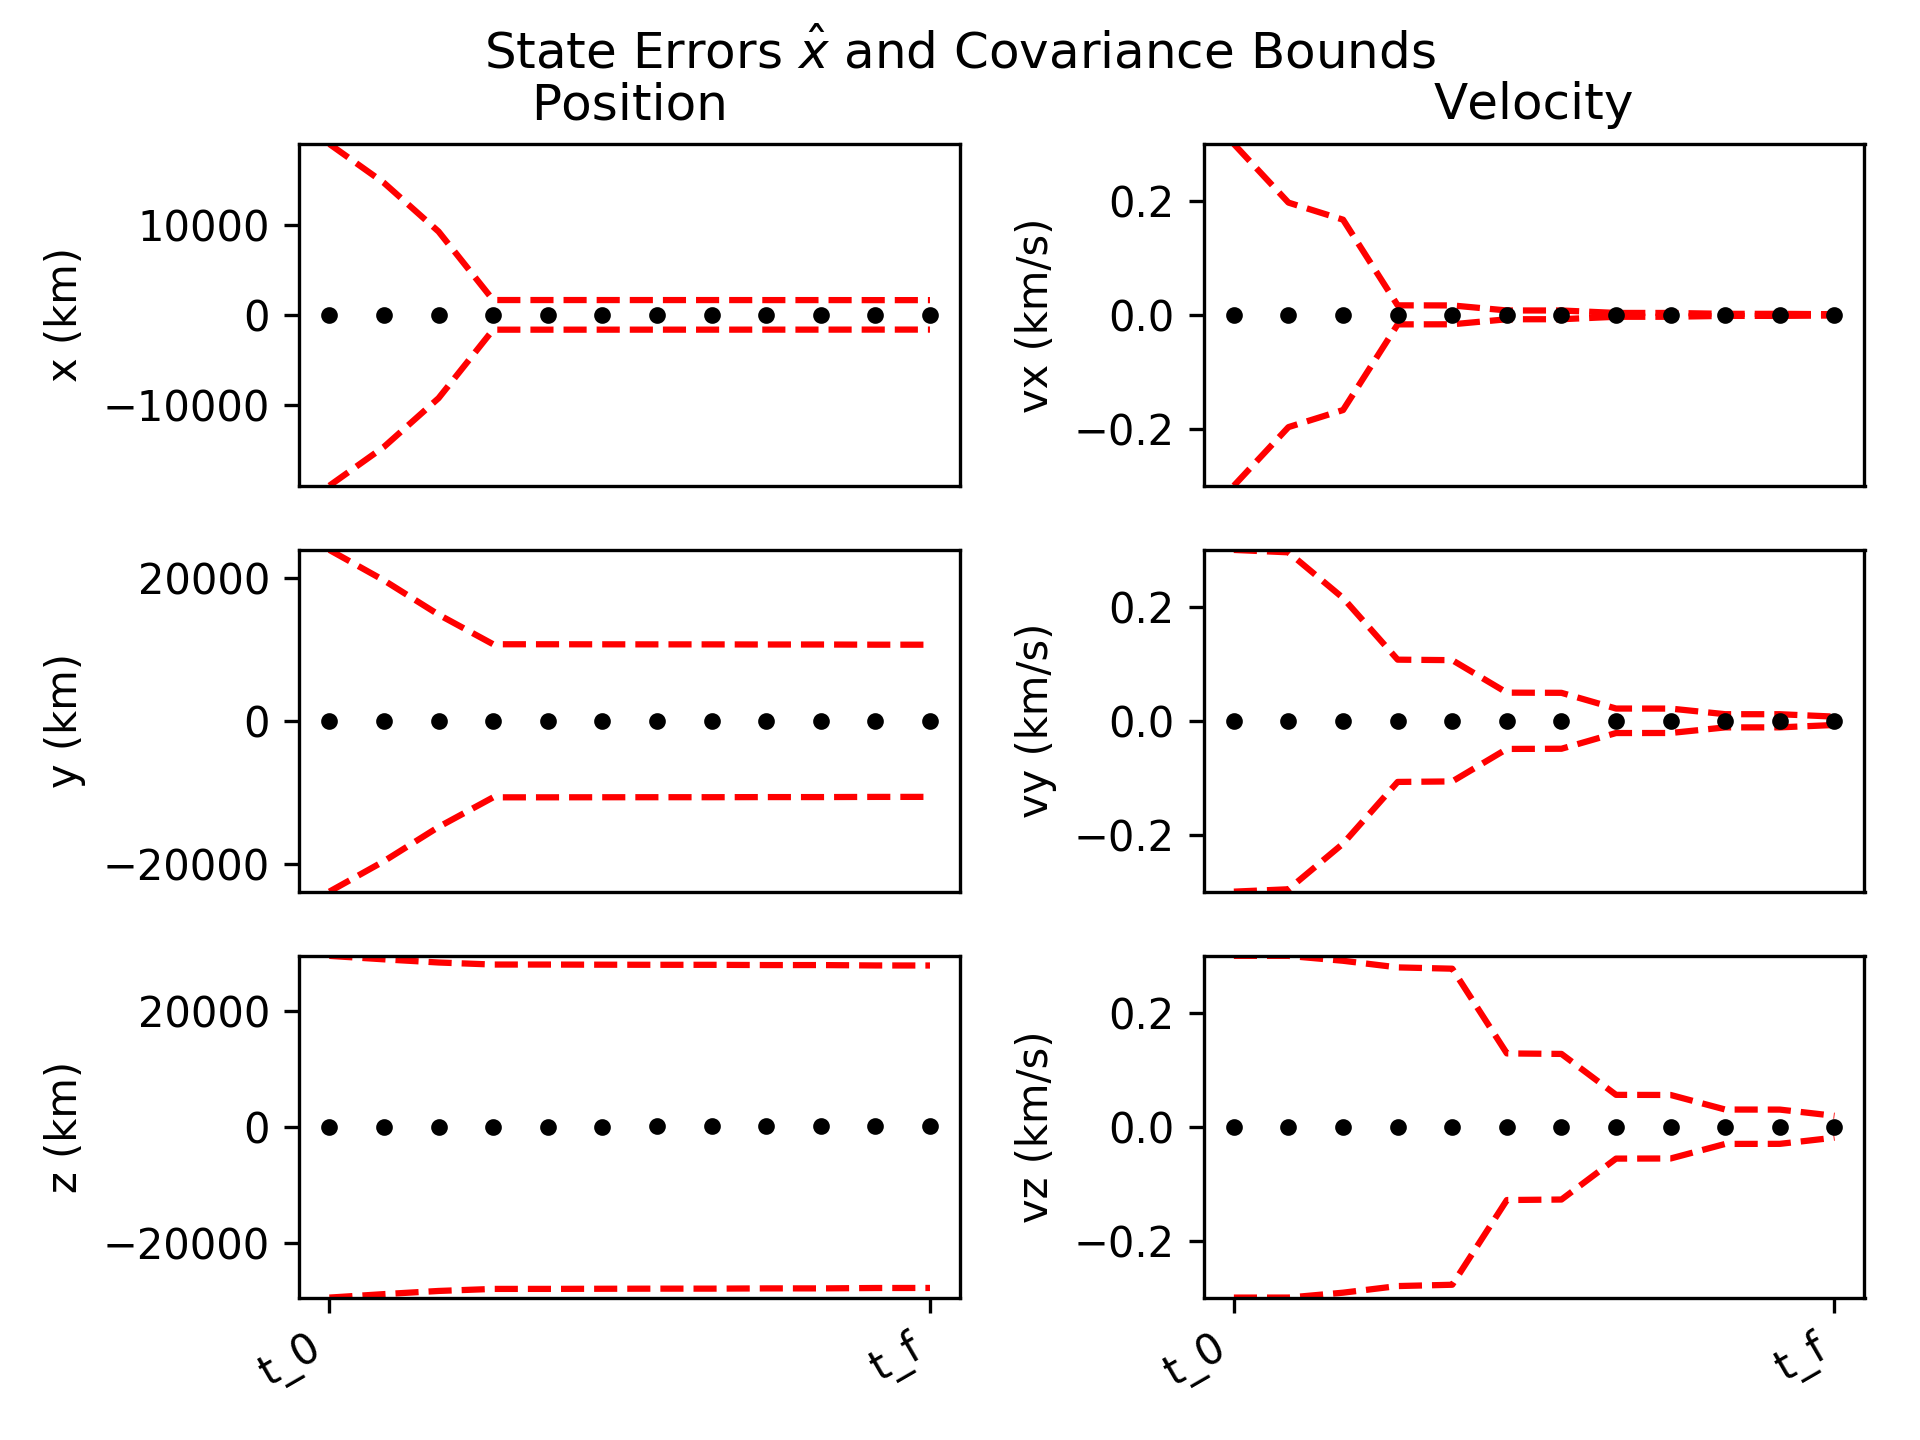 State Errors x̂ and Covariance Bounds
Position
Velocity
x (km)
10000
0
−10000
vx (km/s)
0.2
0.0
−0.2
y (km)
20000
0
−20000
vy (km/s)
0.2
0.0
−0.2
z (km)
20000
0
−20000
vz (km/s)
0.2
0.0
−0.2
t_0
t_f
t_0
t_f